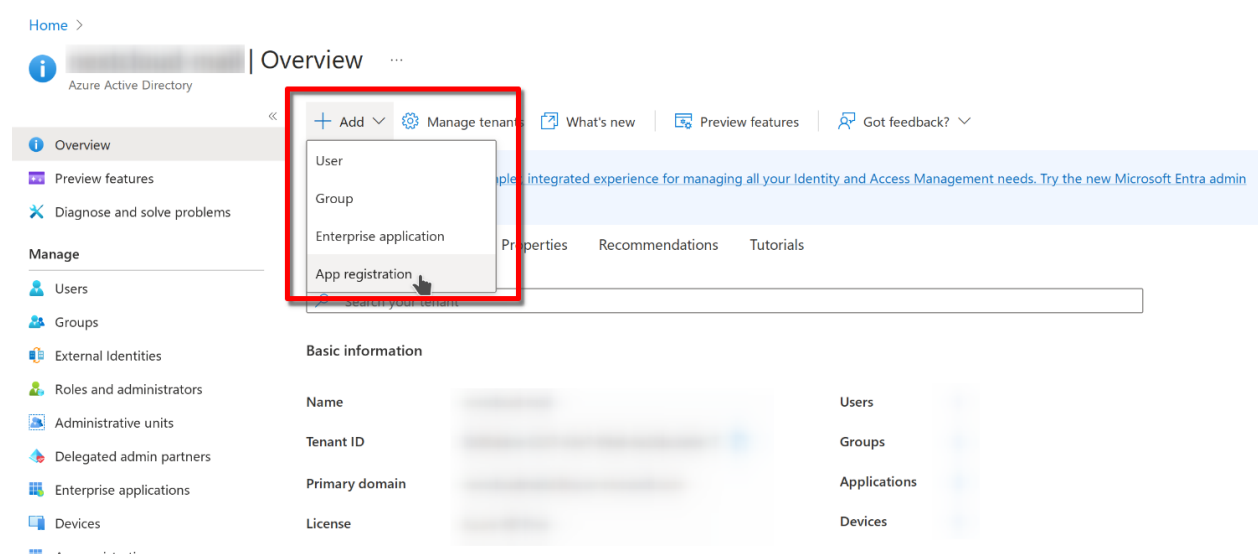 Home >
| Overview ...
Azure Active Directory
«
Add
Manage tenants
What's new
Preview features
Got feedback?
Overview
Preview features
Diagnose and solve problems
Manage
Users
Groups
External Identities
Roles and administrators
Administrative units
Delegated admin partners
Enterprise applications
Devices
User
Group
Enterprise application
App registration
integrated experience for managing all your Identity and Access Management needs. Try the new Microsoft Entra admin
Properties
Recommendations
Tutorials
Search your tenant
Basic information
Name
Users
Tenant ID
Groups
Primary domain
Applications
License
Devices